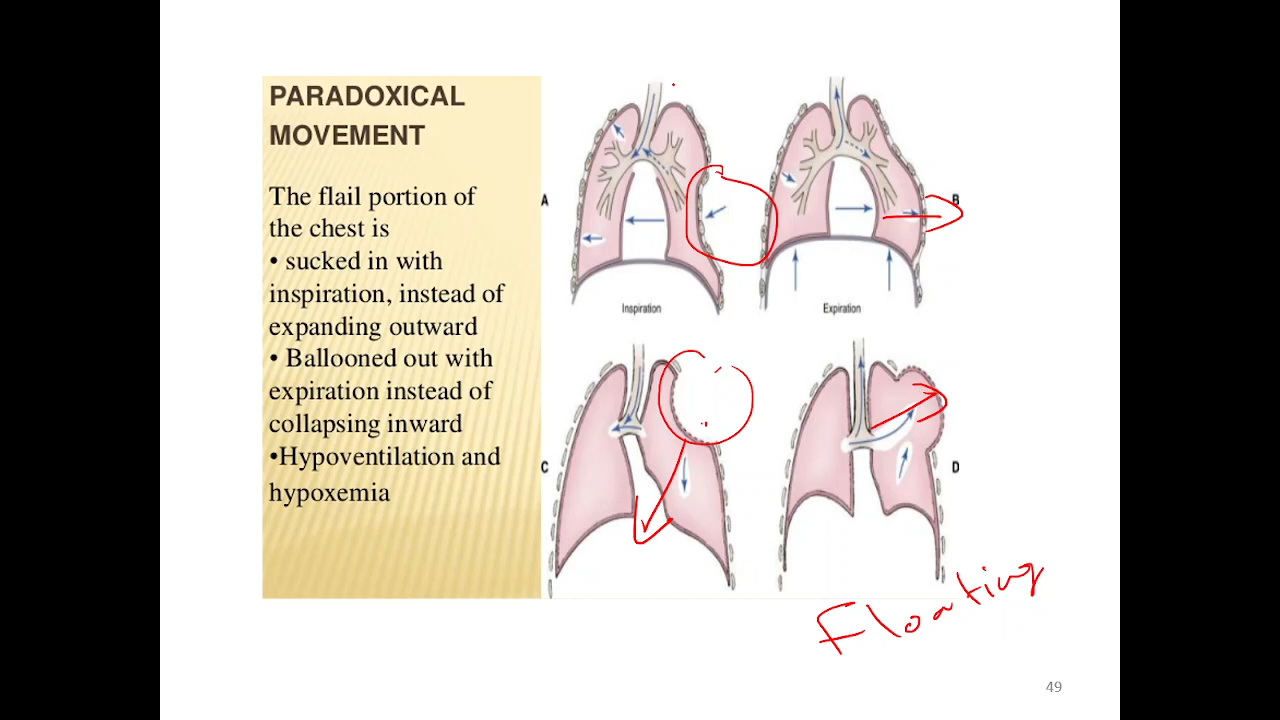 PARADOXICAL
MOVEMENT
The flail portion of
the chest is
• sucked in with
inspiration, instead of
expanding outward
• Ballooned out with
expiration instead of
collapsing inward
•Hypoventilation and
hypoxemia
A
B
Inspiration
Expiration
C
D
Floating
49